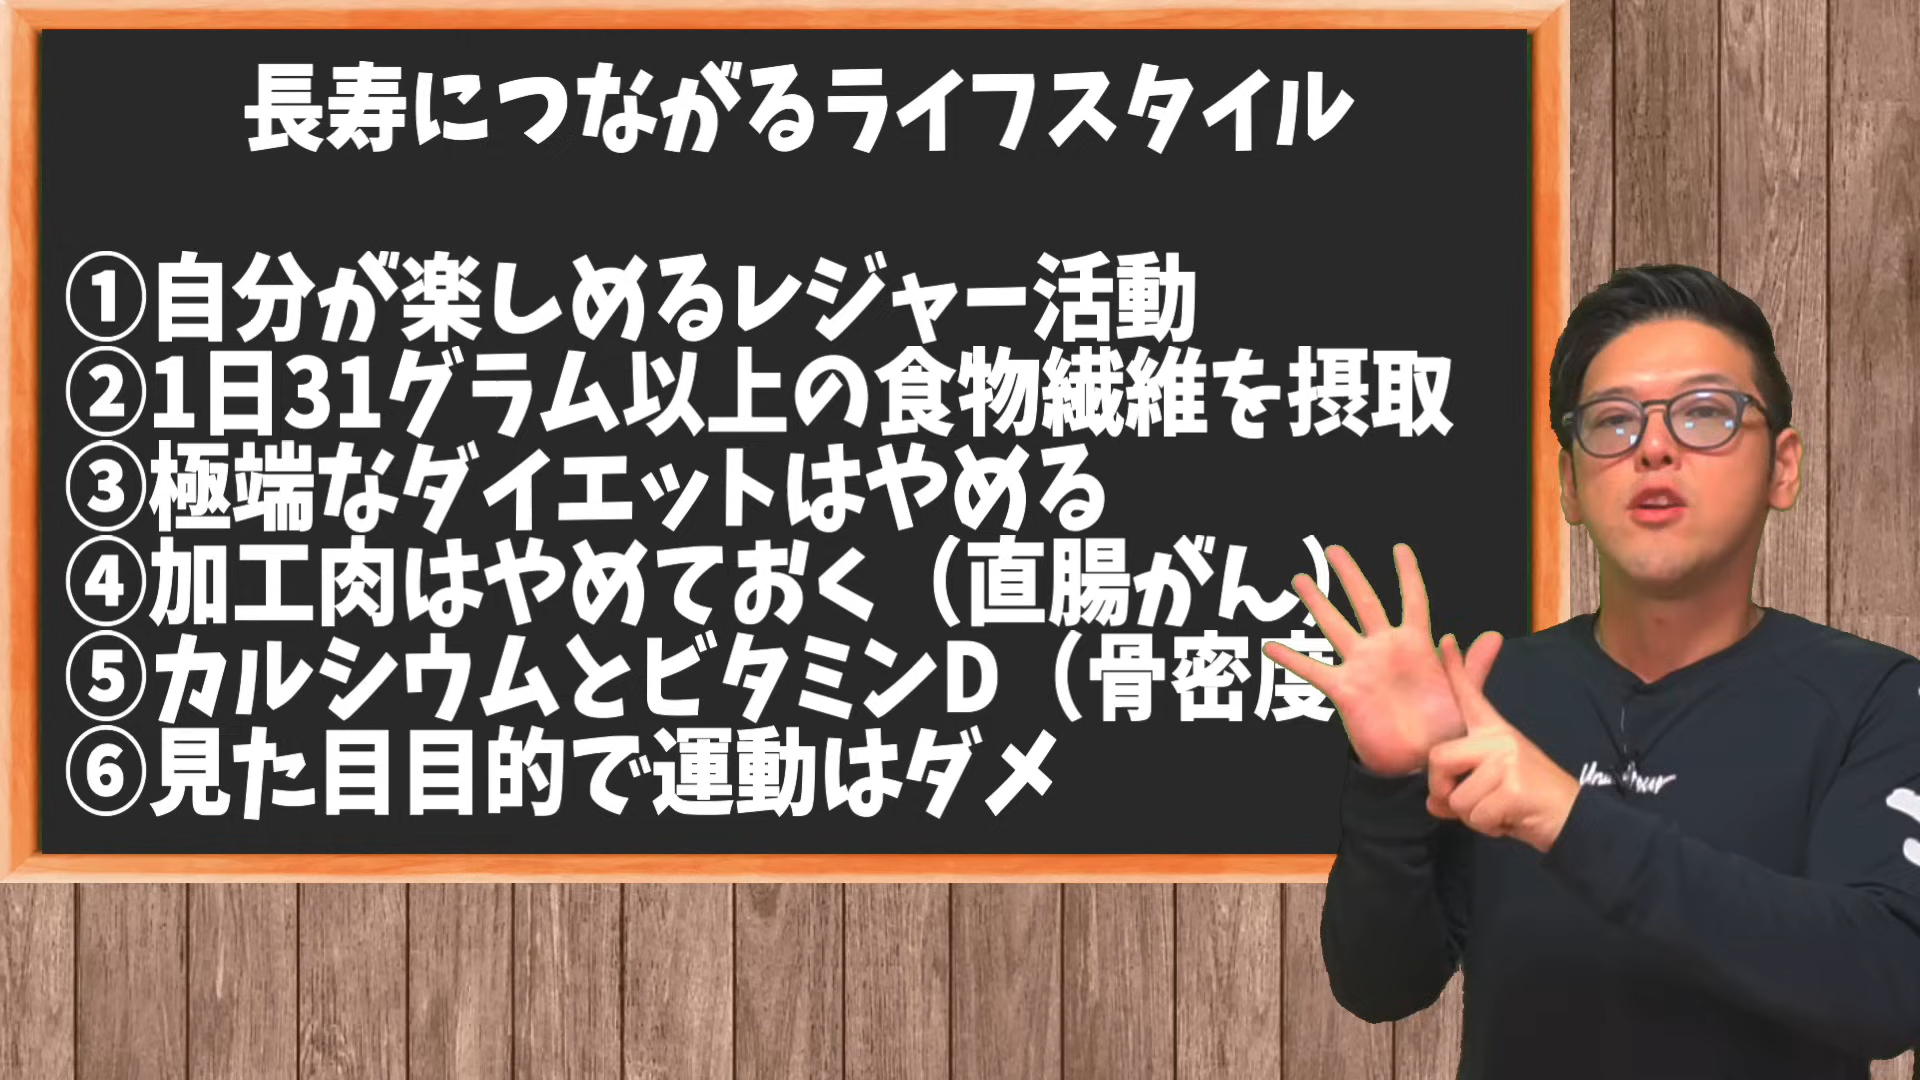 長寿につながるライフスタイル
①自分が楽しめるレジャー活動
②1日31グラム以上の食物繊維を摂取
③極端なダイエットはやめる
④加工肉はやめておく（直腸がん）
⑤カルシウムとビタミンD（骨密度
⑥見た目目的で運動はダメ